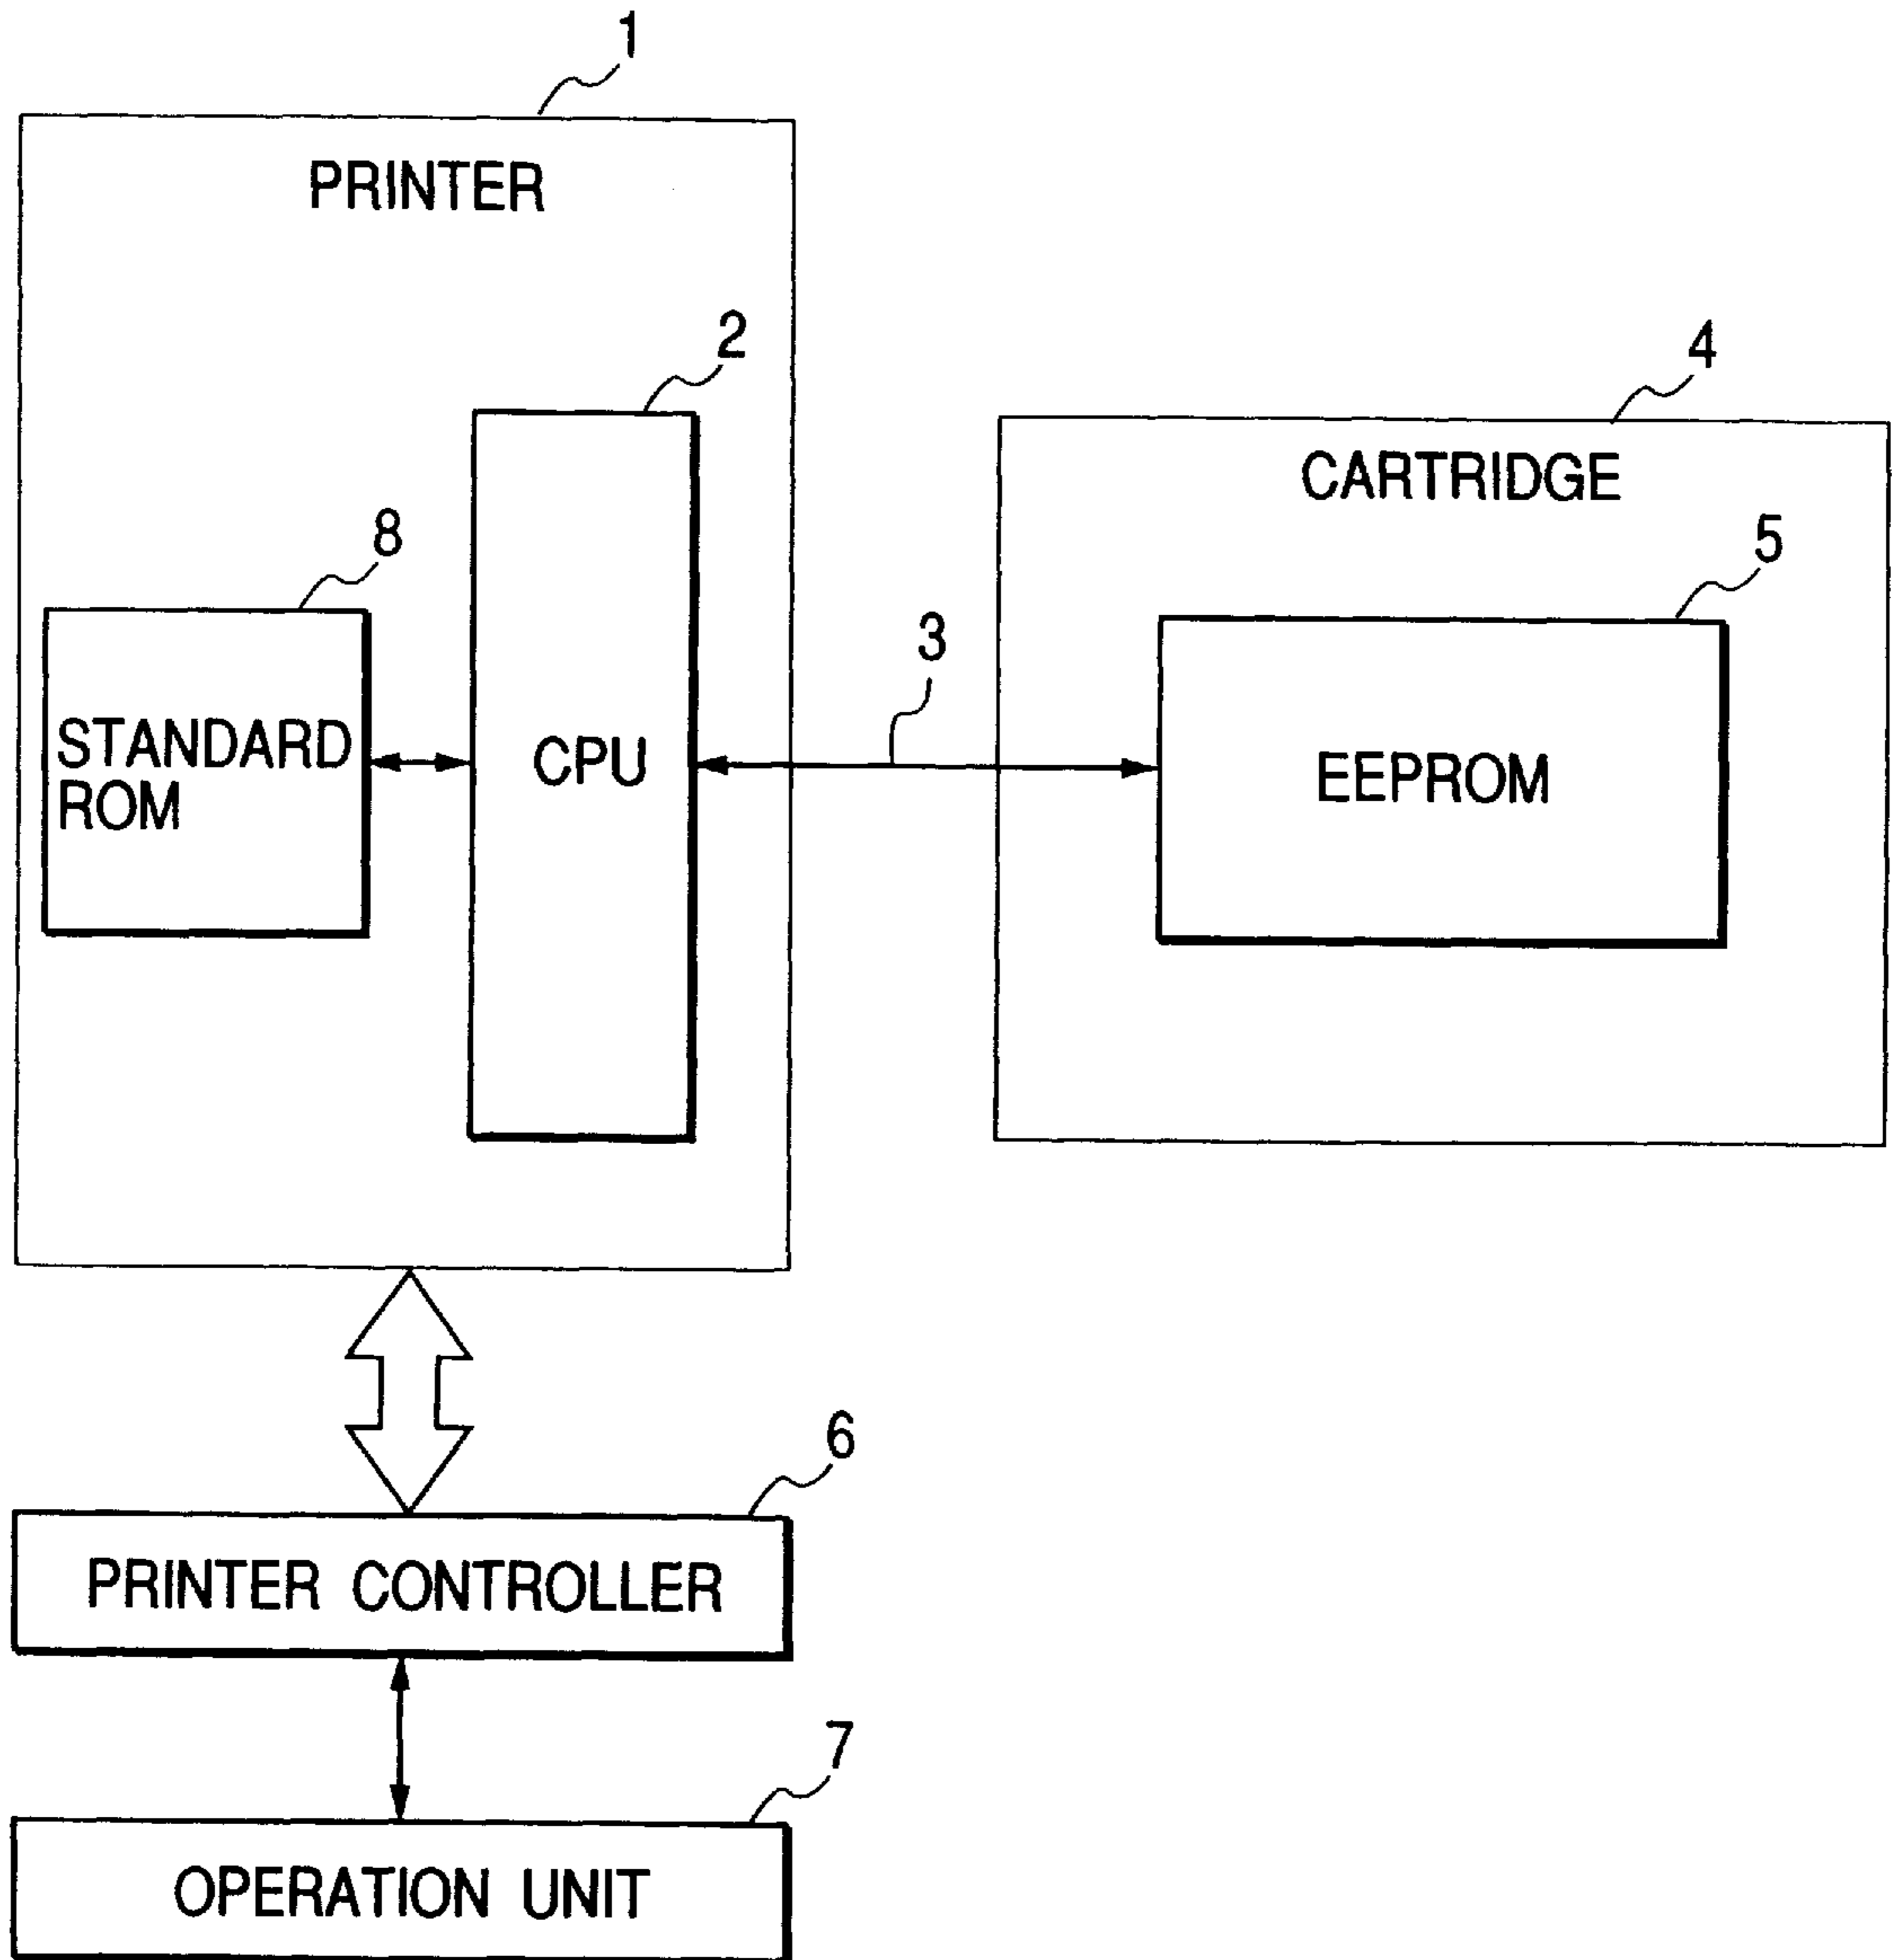 1
PRINTER
2
4
CARTRIDGE
8
5
3
STANDARD
ROM
CPU
EEPROM
6
PRINTER CONTROLLER
7
OPERATION UNIT